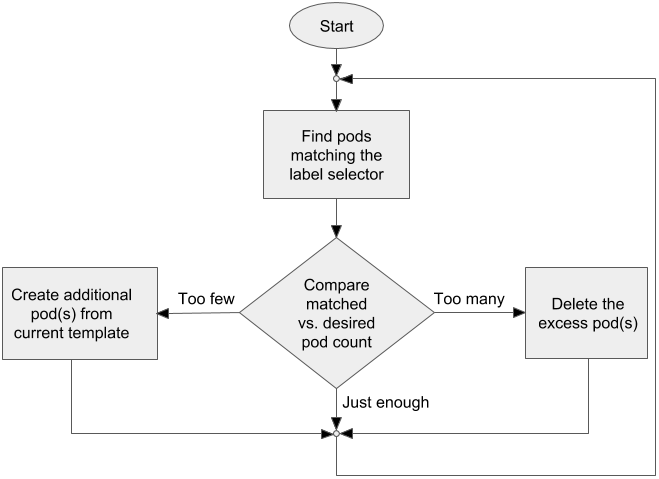 Start
Find pods
matching the
label selector
Compare
matched
vs. desired
pod count
Too few
Too many
Create additional
pod(s) from
current template
Delete the
excess pod(s)
Just enough